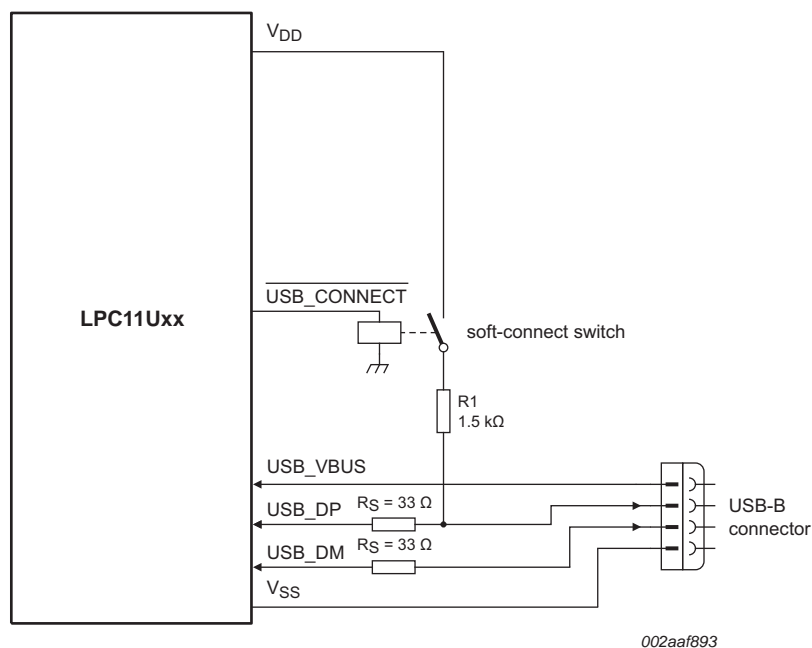 VDD
LPC11Uxx
USB_CONNECT
soft-connect switch
R1
1.5 kΩ
USB_VBUS
USB_DP
RS = 33 Ω
USB_DM
RS = 33 Ω
VSS
USB-B
connector
002aaf893